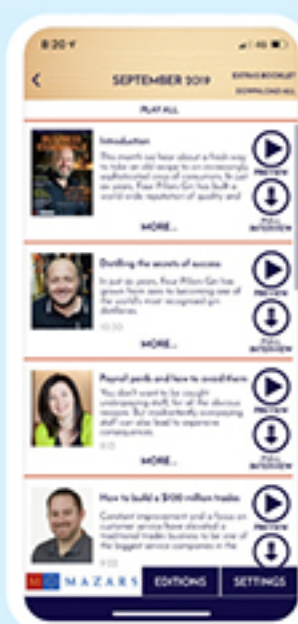 8:20
4G
SEPTEMBER 2019
EXTRAS BOOKLET
DOWNLOAD ALL
PLAY ALL
Introduction
This month we hear about a fresh way
to take an old recipe to an increasingly
sophisticated crop of consumers. In just
six years, Four Pillars Gin has built a
world wide reputation of quality and
MORE...
PREVIEW
FULL
INTERVIEW
Distilling the secrets of success
In just six years, Four Pillars Gin has
grown from zero to becoming one of
the world's most recognised gin
distilleries.
10:30
MORE...
PREVIEW
FULL
INTERVIEW
Payroll perils and how to avoid them
You don't want to be caught
underpaying staff, for all the obvious
reasons. But inadvertently overpaying
staff can also lead to expensive
consequences.
MORE...
PREVIEW
FULL
INTERVIEW
How to build a $100 million tradie
Constant improvement and a focus on
customer service have elevated a
traditional trades business to be one of
the biggest service companies in the
PREVIEW
MAZARS
EDITIONS
SETTINGS